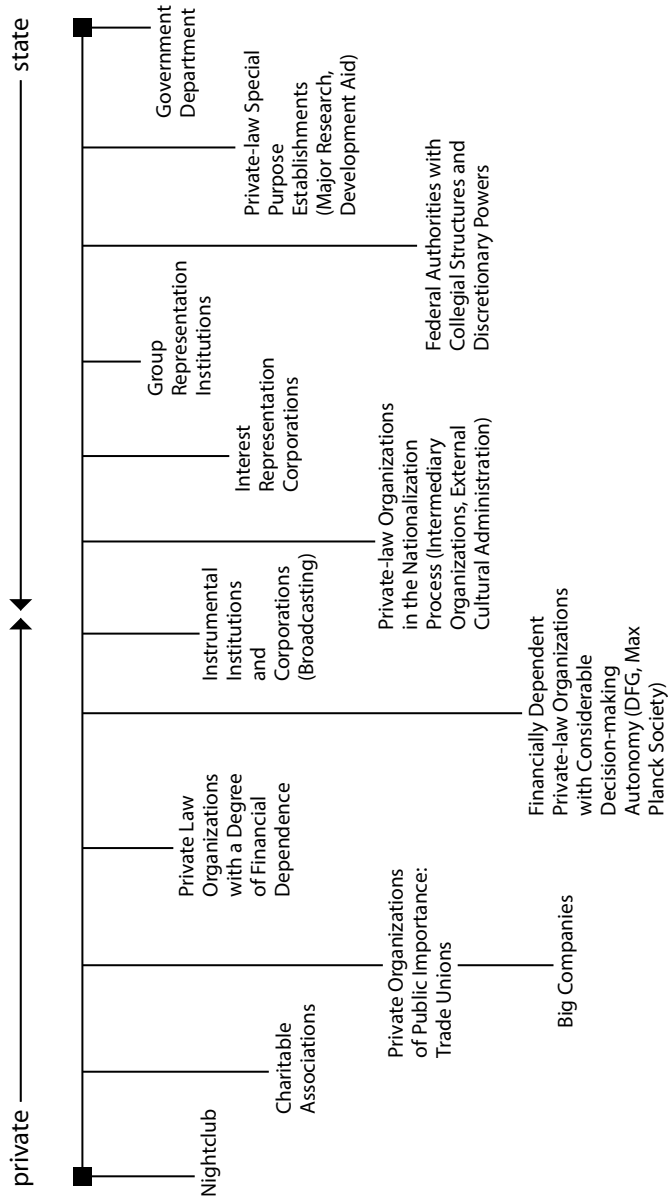 private
state
Nightclub
Charitable
Associations
Private Organizations
of Public Importance:
Trade Unions
Big Companies
Private Law
Organizations
with a Degree
of Financial
Dependence
Financially Dependent
Private-law Organizations
with Considerable
Decision-making
Autonomy (DFG, Max
Planck Society)
Instrumental
Institutions
and
Corporations
(Broadcasting)
Private-law Organizations
in the Nationalization
Process (Intermediary
Organizations, External
Cultural Administration)
Interest
Representation
Corporations
Group
Representation
Institutions
Federal Authorities with
Collegial Structures and
Discretionary Powers
Private-law Special
Purpose
Establishments
(Major Research,
Development Aid)
Government
Department